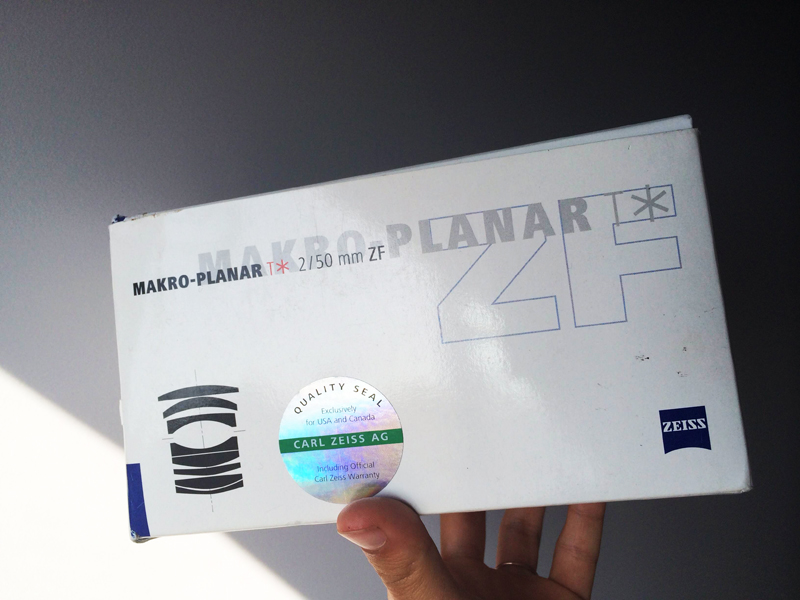 MAKRO-PLANAR T*
ZF
MAKRO-PLANAR T* 2/50 mm ZF
QUALITY SEAL
Exclusively
for USA and Canada
CARL ZEISS AG
Including Official
Carl Zeiss Warranty
ZEISS